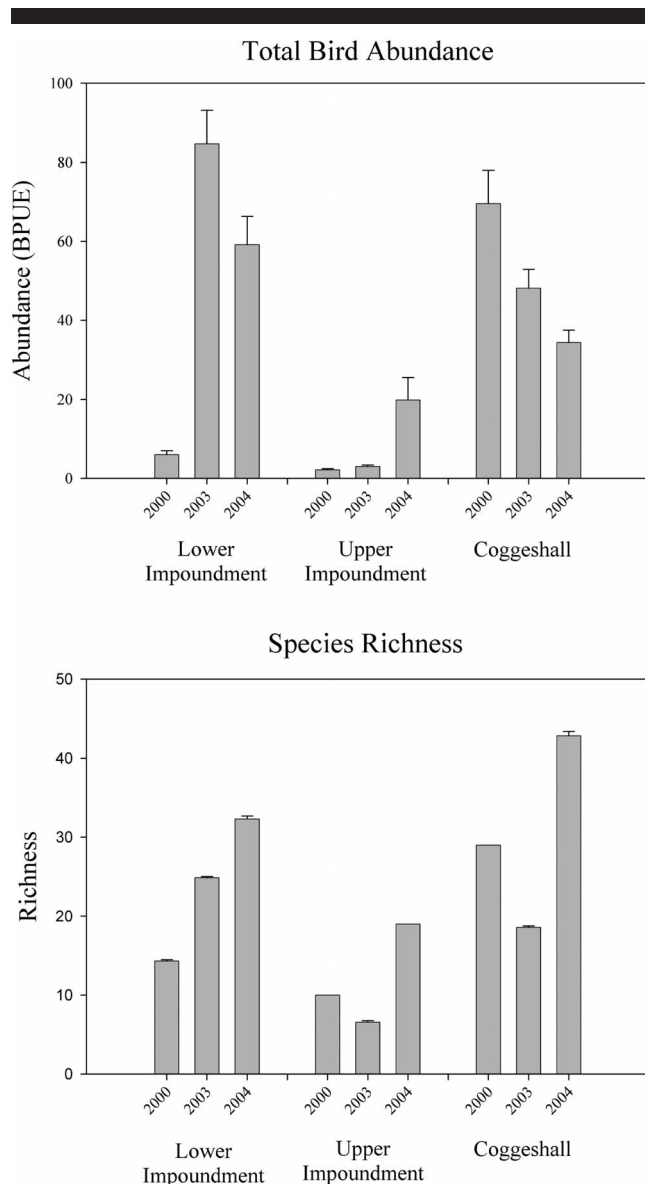 Total Bird Abundance
100
80
60
40
20
0
Abundance (BPUE)
2000 2003 2004 2000 2003 2004 2000 2003 2004
Lower Upper Coggeshall
Impoundment Impoundment
Species Richness
50
40
30
20
10
0
Richness
2000 2003 2004 2000 2003 2004 2000 2003 2004
Lower Upper Coggeshall
Impoundment Impoundment